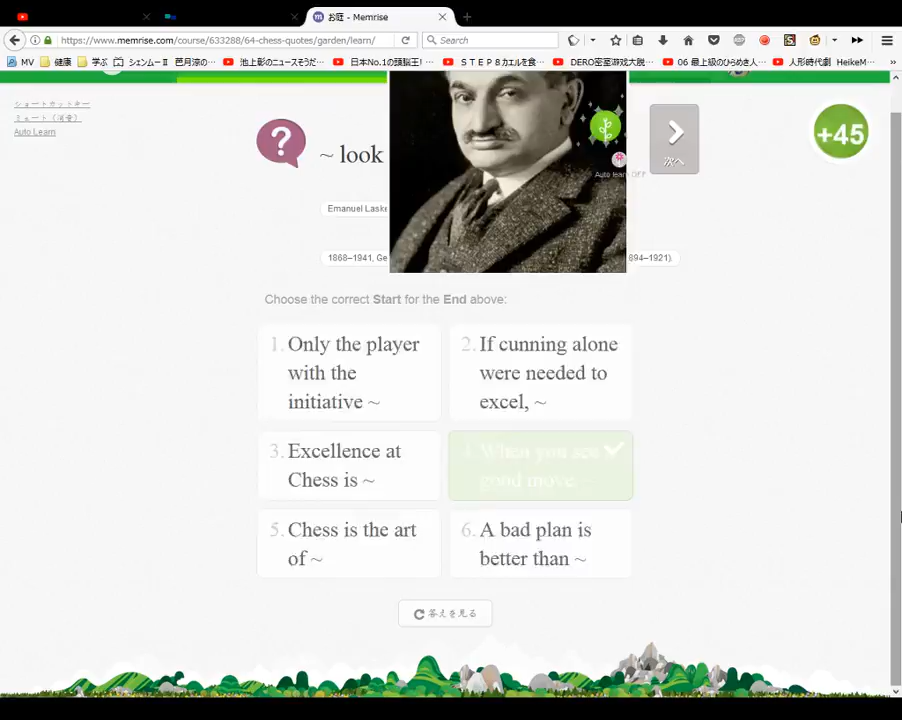 お庭 - Memrise
https://www.memrise.com/course/633288/64-chess-quotes/garden/learn/
Search
MV
健康
学ぶ
シェンムーⅡ
芭月涼の...
池上彰のニュースそうだ...
日本No.1の頭脳王!...
ＳＴＥＰ８カエルを食...
DERO密室游戏大脱...
06 最上級のひらめき人...
人形時代劇
HeikeM...
ショートカットキー
ミュート（消音）
Auto Learn
~ look
次へ
+45
Auto learn OFF
Emanuel Laske
1868–1941, Ge
894–1921).
Choose the correct Start for the End above:
1. Only the player
with the
initiative ~
2. If cunning alone
were needed to
excel, ~
3. Excellence at
Chess is ~
4. When you see
good move ~
5. Chess is the art
of ~
6. A bad plan is
better than ~
答えを見る